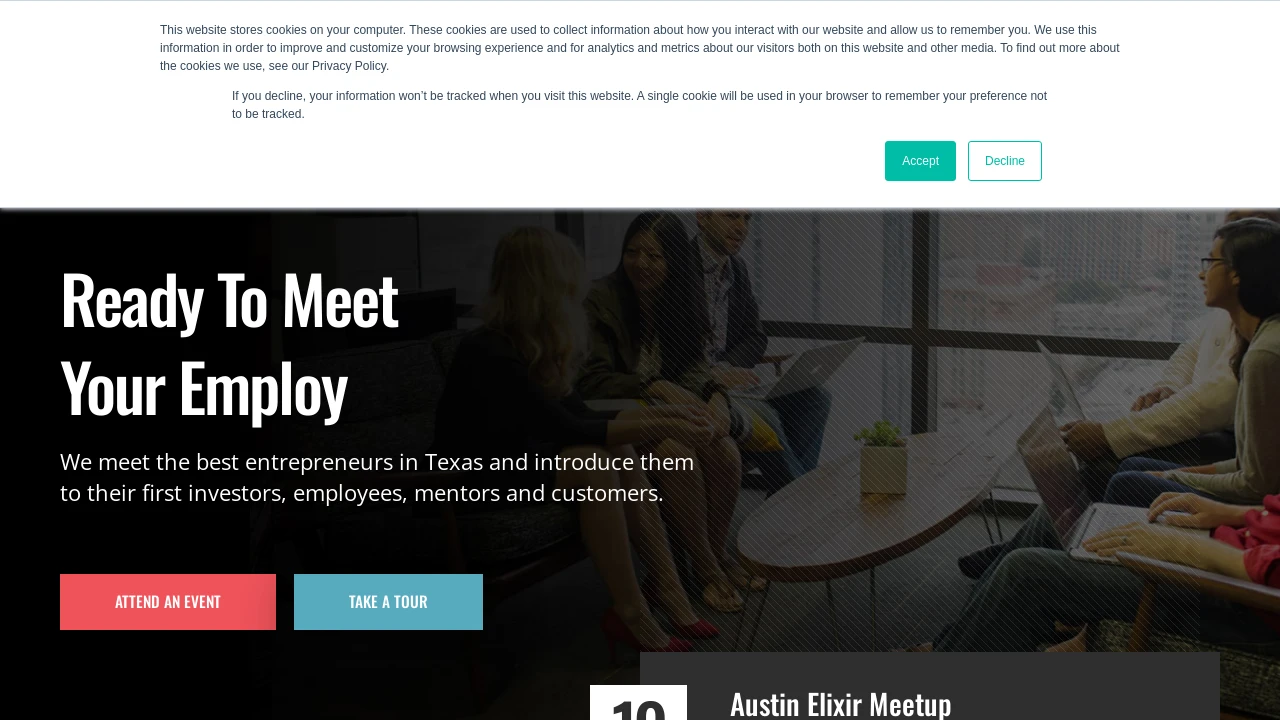 This website stores cookies on your computer. These cookies are used to collect information about how you interact with our website and allow us to remember you. We use this
information in order to improve and customize your browsing experience and for analytics and metrics about our visitors both on this website and other media. To find out more about
the cookies we use, see our Privacy Policy.
If you decline, your information won’t be tracked when you visit this website. A single cookie will be used in your browser to remember your preference not
to be tracked.
Accept
Decline
Ready To Meet
Your Employ
We meet the best entrepreneurs in Texas and introduce them
to their first investors, employees, mentors and customers.
ATTEND AN EVENT
TAKE A TOUR
Austin Elixir Meetup